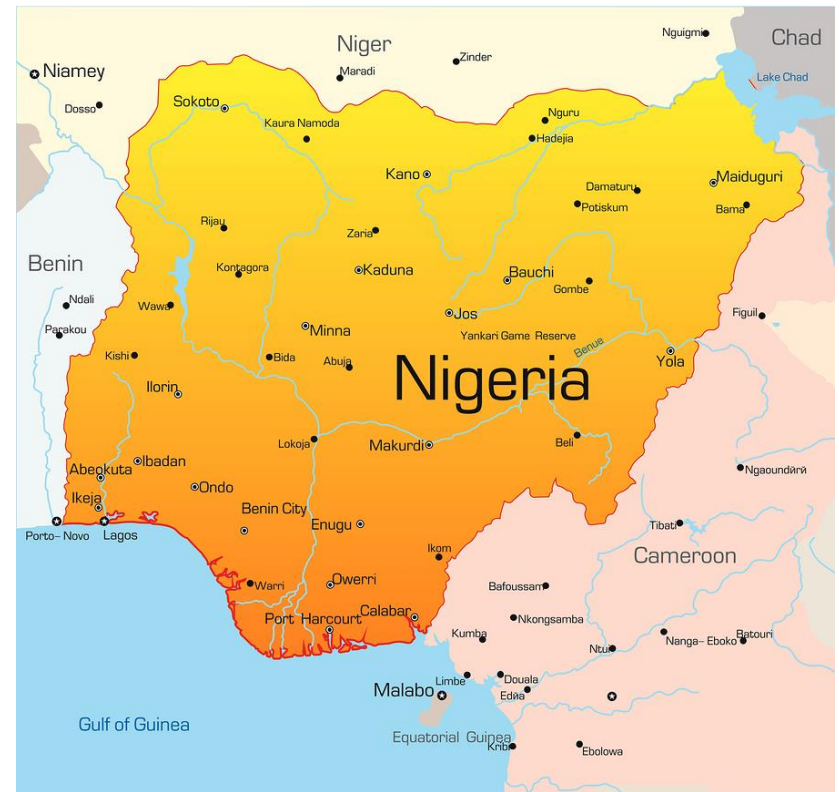 Nguigmi
Niger
Chad
Zinder
Niamey
Maradi
Lake Chad
Dosso
Sokoto
Kaura Namoda
Nguru
Hadejia
Kano
Damaturu
Maiduguri
Potiskum
Bama
Rijau
Zaria
Benin
Kontagora
Kaduna
Bauchi
Gombe
Ndali
Wawa
Jos
Figuil
Parakou
Minna
Yankari Game Reserve
Benue
Kishi
Bida
Abuja
Nigeria
Yola
Ilorin
Lokoja
Makurdi
Beli
Ibadan
Abeokuta
Ngaoundйrй
Ondo
Ikeja
Benin City
Enugu
Porto-Novo
Lagos
Tibati
Ikom
Cameroon
Warri
Owerri
Bafoussam
Port Harcourt
Calabar
Nkongsamba
Kumba
Ntui
Nanga-Eboko
Batouri
Limbe
Douala
Malabo
Edйa
Gulf of Guinea
Equatorial Guinea
Kribi
Ebolowa